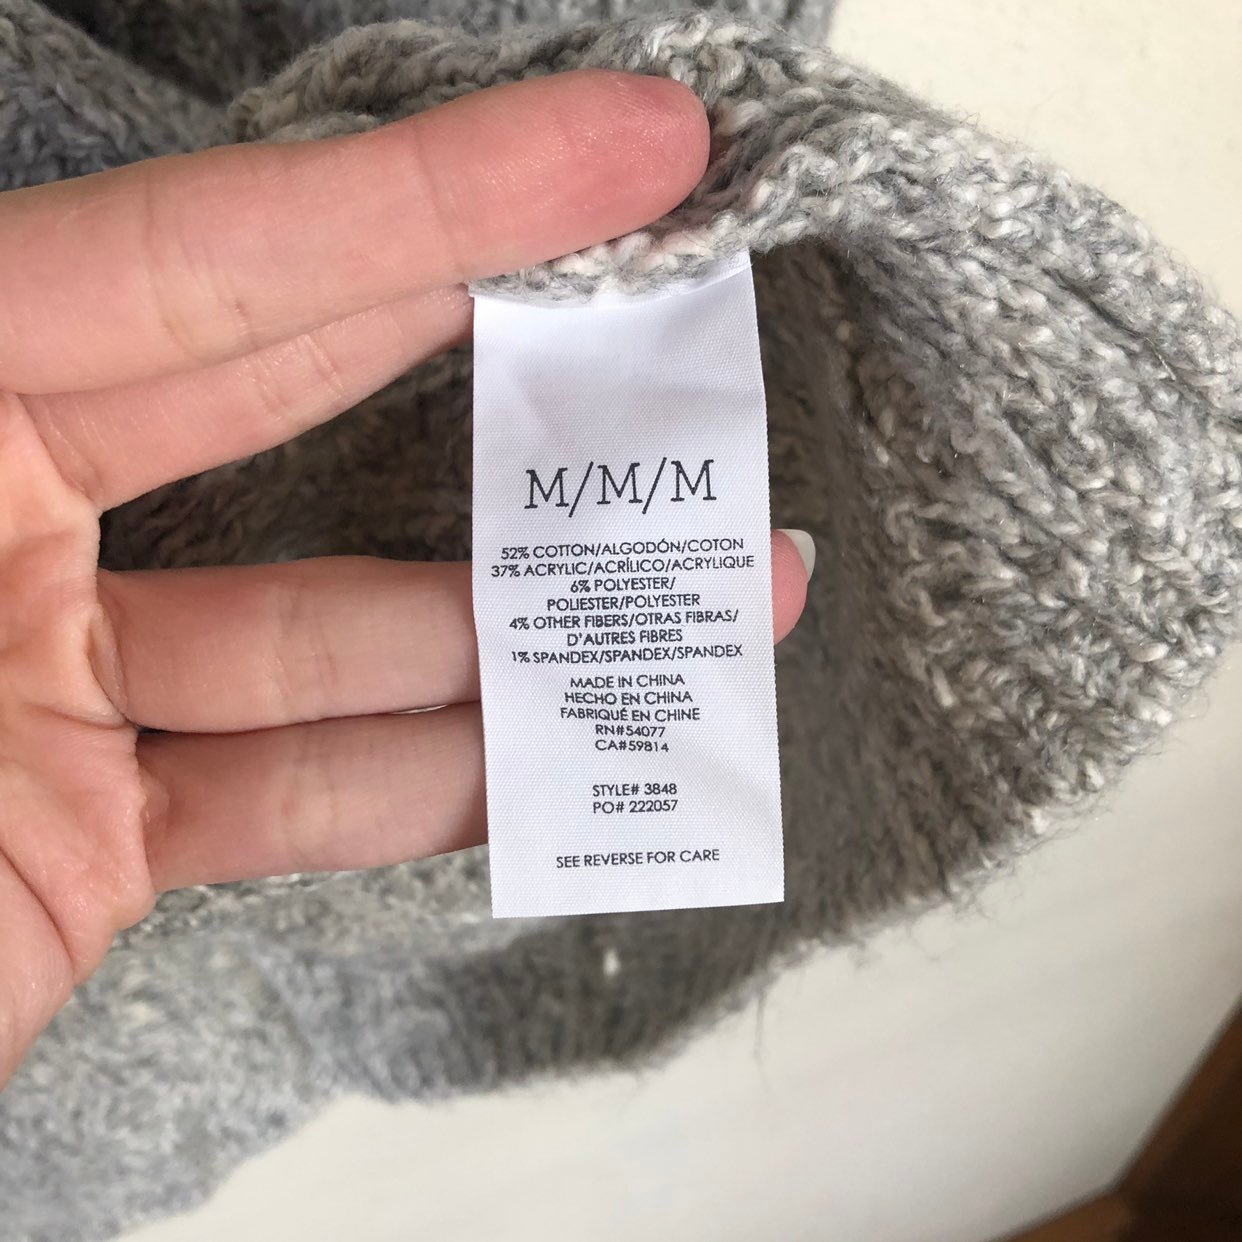 M/M/M
52% COTTON/ALGODÓN/COTON
37% ACRYLIC/ACRÍLICO/ACRYLIQUE
6% POLYESTER/
POLIESTER/POLYESTER
4% OTHER FIBERS/OTRAS FIBRAS/
D'AUTRES FIBRES
1% SPANDEX/SPANDEX/SPANDEX
MADE IN CHINA
HECHO EN CHINA
FABRIQUÉ EN CHINE
RN#54077
CA#59814
STYLE# 3848
PO# 222057
SEE REVERSE FOR CARE